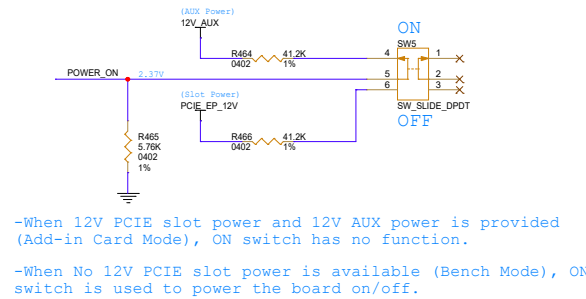 (AUX Power)
12V_AUX
ON
SW5
R464 41.2K
0402 1%
4 1
POWER_ON 2.37V
5 2
6 3
(Slot Power)
PCIE_EP_12V
SW_SLIDE_DPDT
OFF
R465
5.76K
0402
1%
R466 41.2K
0402 1%
-When 12V PCIE slot power and 12V AUX power is provided
(Add-in Card Mode), ON switch has no function.
-When No 12V PCIE slot power is available (Bench Mode), ON
switch is used to power the board on/off.